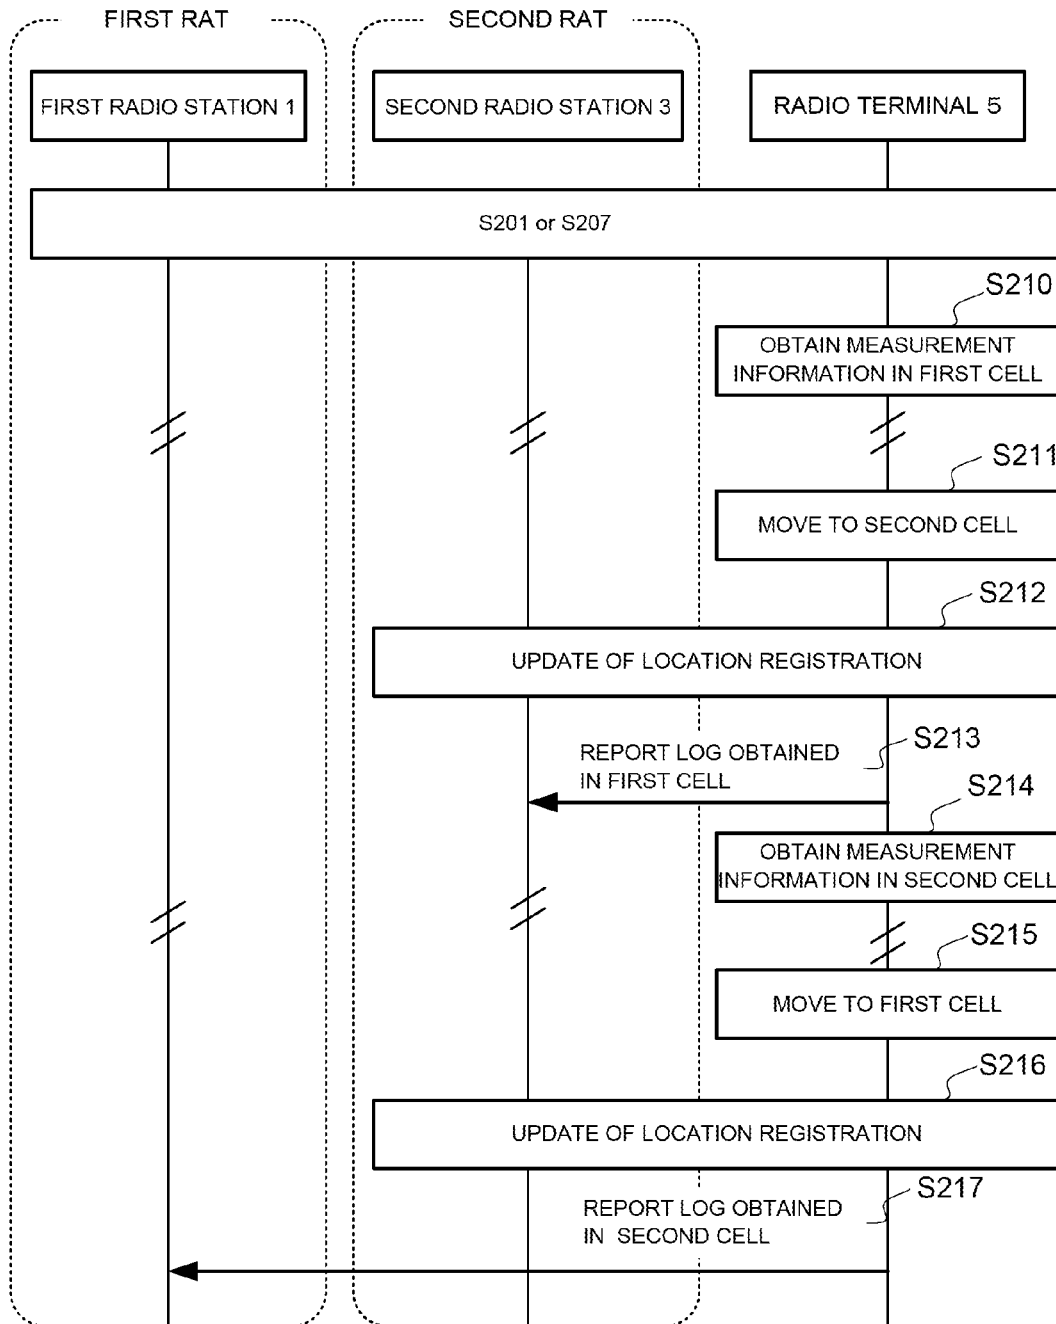 FIRST RAT
SECOND RAT
FIRST RADIO STATION 1
SECOND RADIO STATION 3
RADIO TERMINAL 5
S201 or S207
S210
OBTAIN MEASUREMENT
INFORMATION IN FIRST CELL
S211
MOVE TO SECOND CELL
S212
UPDATE OF LOCATION REGISTRATION
S213
REPORT LOG OBTAINED
IN FIRST CELL
S214
OBTAIN MEASUREMENT
INFORMATION IN SECOND CELL
S215
MOVE TO FIRST CELL
S216
UPDATE OF LOCATION REGISTRATION
S217
REPORT LOG OBTAINED
IN SECOND CELL